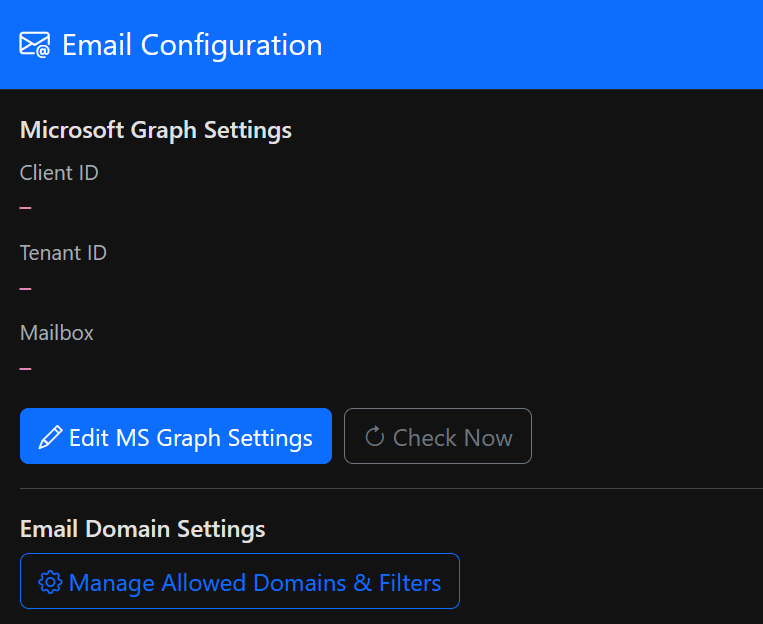 Email Configuration
Microsoft Graph Settings
Client ID
–
Tenant ID
–
Mailbox
–
Edit MS Graph Settings
Check Now
Email Domain Settings
Manage Allowed Domains & Filters